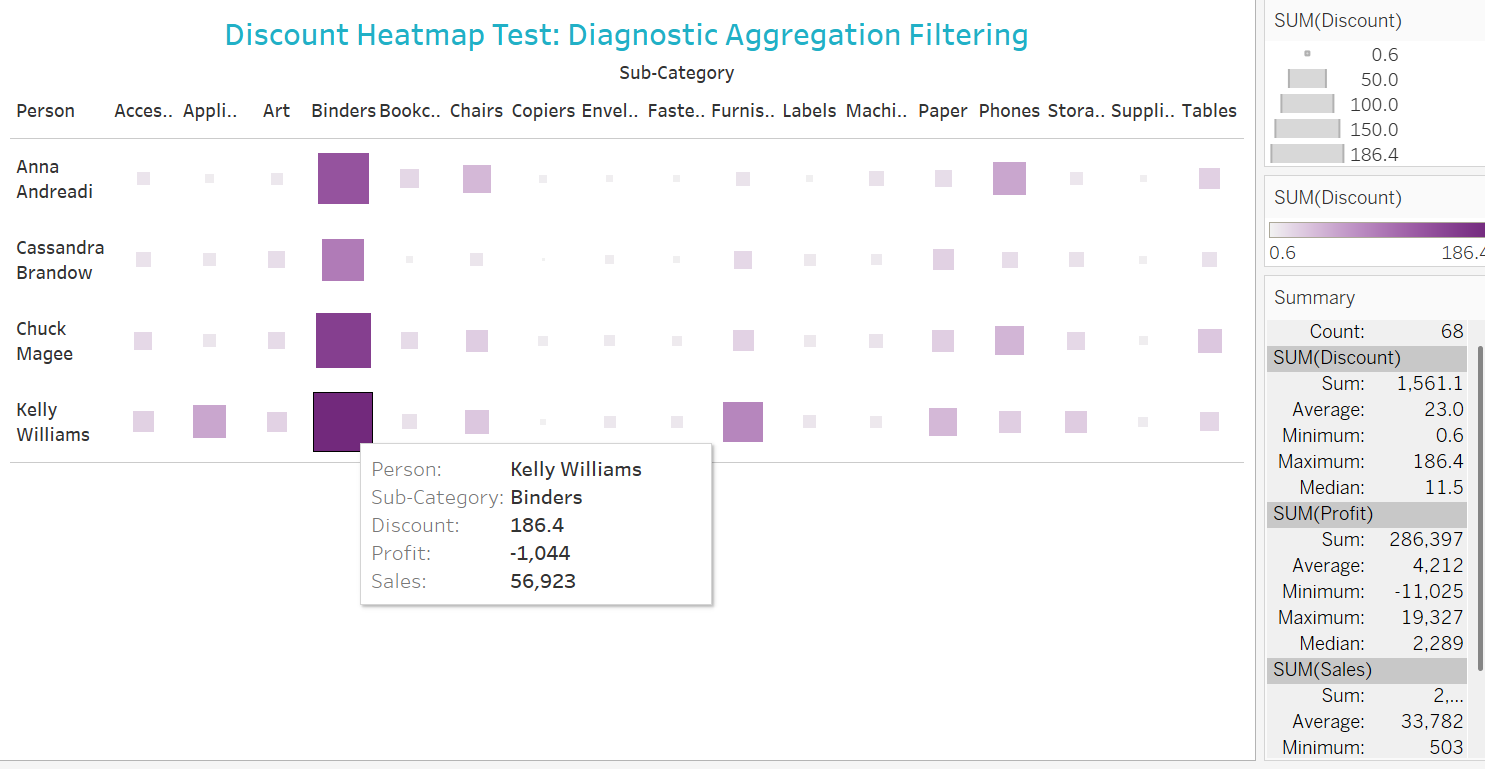 Discount Heatmap Test: Diagnostic Aggregation Filtering
Sub-Category
Person Acces.. Appli.. Art Binders Bookc.. Chairs Copiers Envel.. Faste.. Furnis.. Labels Machi.. Paper Phones Stora.. Suppli.. Tables
Anna
Andreadi
Cassandra
Brandow
Chuck
Magee
Kelly
Williams
Person: Kelly Williams
Sub-Category: Binders
Discount: 186.4
Profit: -1,044
Sales: 56,923
SUM(Discount)
0.6
50.0
100.0
150.0
186.4
SUM(Discount)
0.6 186.4
Summary
Count: 68
SUM(Discount)
Sum: 1,561.1
Average: 23.0
Minimum: 0.6
Maximum: 186.4
Median: 11.5
SUM(Profit)
Sum: 286,397
Average: 4,212
Minimum: -11,025
Maximum: 19,327
Median: 2,289
SUM(Sales)
Sum: 2,...
Average: 33,782
Minimum: 503